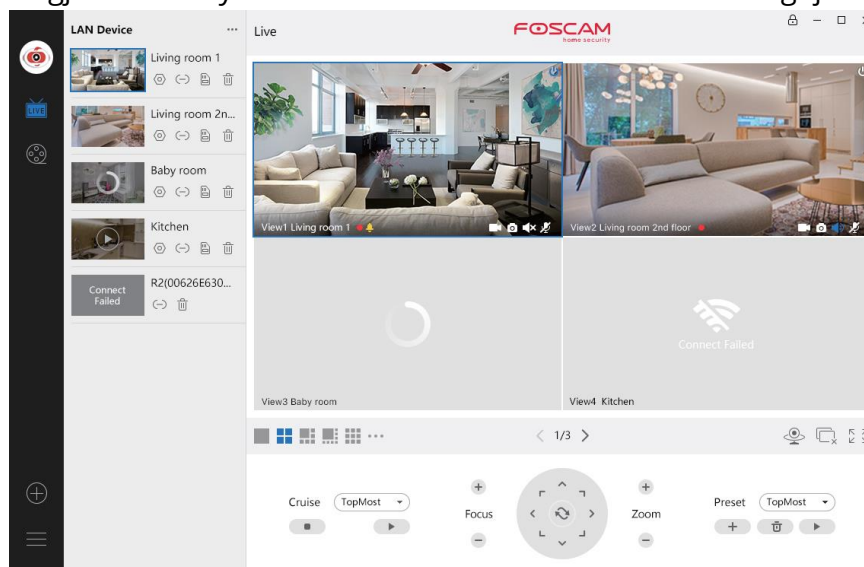 LAN Device
...
Live
FOSCAM
home security
LIVE
Living room 1
Living room 2n...
Baby room
Kitchen
Connect
Failed
R2(00626E630...
View1 Living room 1
View2 Living room 2nd floor
Connect Failed
View3 Baby room
View4 Kitchen
1/3
Cruise
TopMost
Focus
Zoom
Preset
TopMost